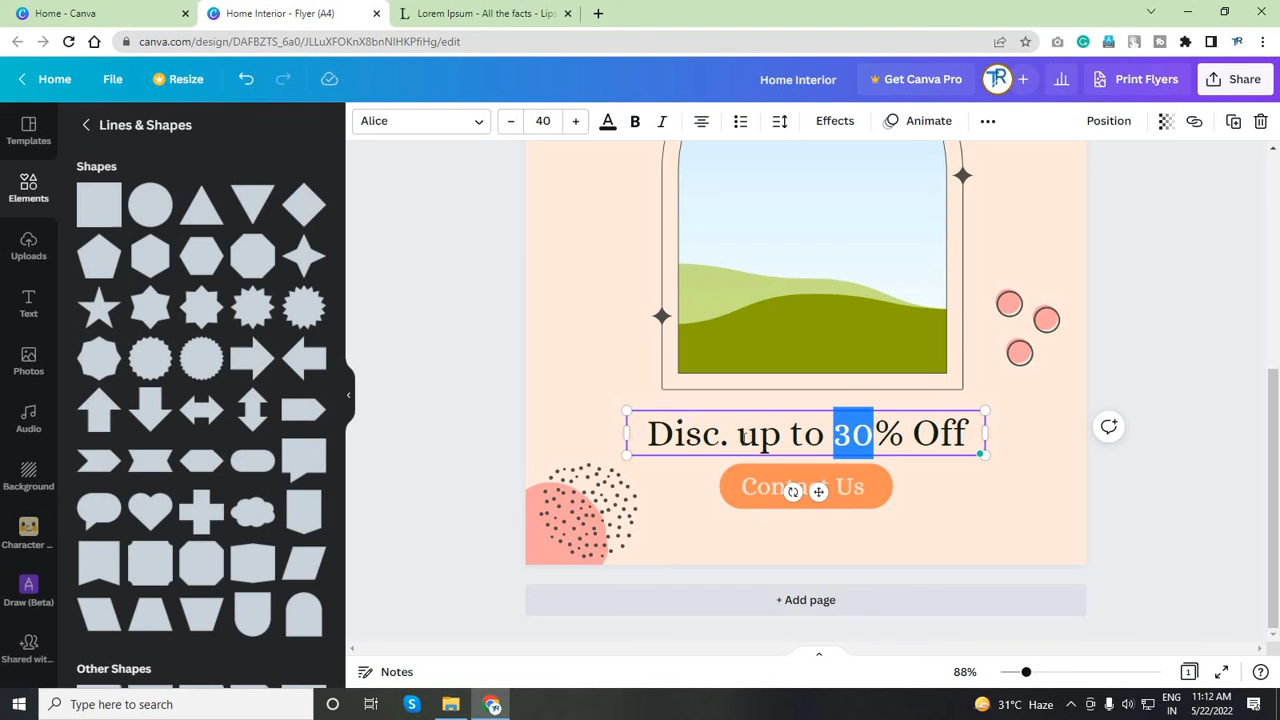 Home - Canva
Home Interior - Flyer (A4)
Lorem Ipsum - All the facts - Lips
canva.com/design/DAFBZTS_6a0/JLLuXFOKnX8bnNIHKPfiHg/edit
Home
File
Resize
Home Interior
Get Canva Pro
Print Flyers
Share
Lines & Shapes
Alice
40
A
B
I
Effects
Animate
Position
Templates
Elements
Uploads
Text
Photos
Audio
Background
Character ...
Draw (Beta)
Shared wit...
Shapes
Other Shapes
Disc. up to 30% Off
Contact Us
+ Add page
Notes
88%
1
Type here to search
31°C Haze
ENG
IN
11:12 AM
5/22/2022